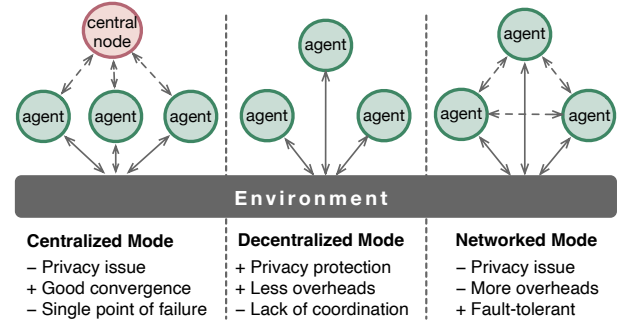 central
node
agent
agent
agent
agent
agent
agent
agent
agent
agent
Environment
Centralized Mode
− Privacy issue
+ Good convergence
− Single point of failure
Decentralized Mode
+ Privacy protection
+ Less overheads
− Lack of coordination
Networked Mode
− Privacy issue
− More overheads
+ Fault-tolerant